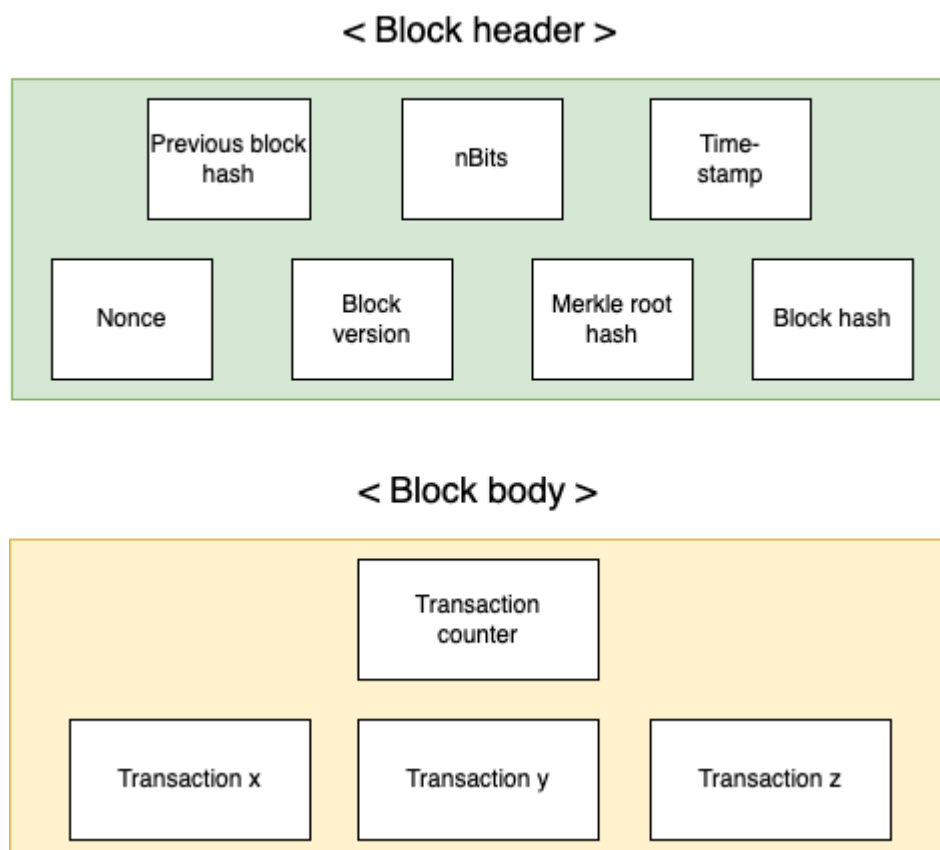 < Block header >
Previous block
hash
nBits
Time-
stamp
Nonce
Block
version
Merkle root
hash
Block hash
< Block body >
Transaction
counter
Transaction x
Transaction y
Transaction z